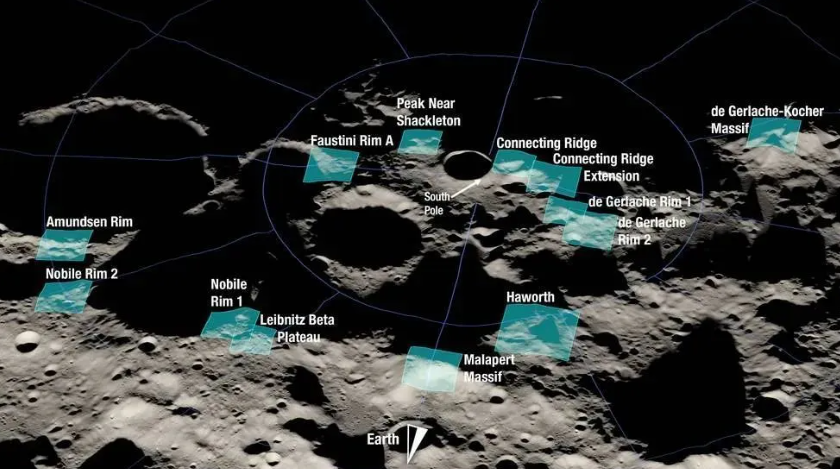 Peak Near
Shackleton
de Gerlache-Kocher
Massif
Faustini Rim A
Connecting Ridge
Connecting Ridge
Extension
South
Pole
de Gerlache Rim 1
de Gerlache
Rim 2
Amundsen Rim
Nobile Rim 2
Nobile
Rim 1
Leibnitz Beta
Plateau
Haworth
Malapert
Massif
Earth